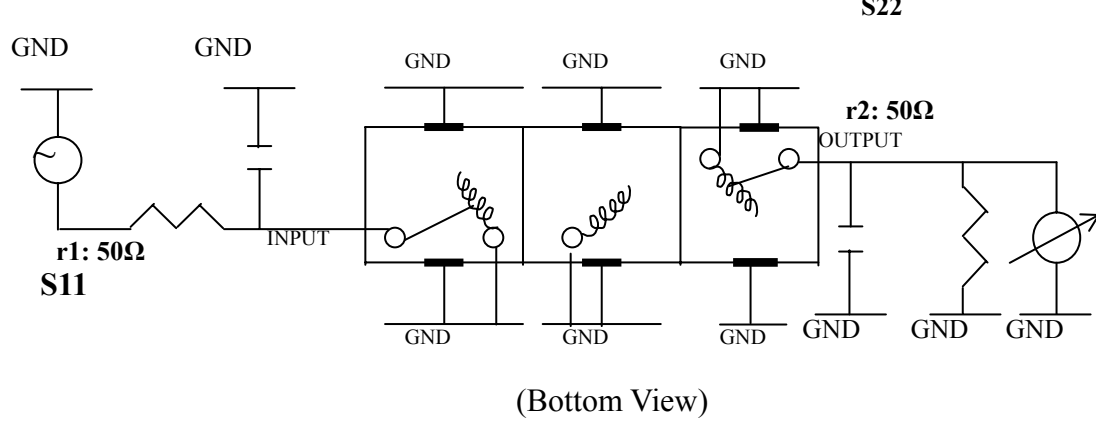 S22
GND
GND
GND
GND
GND
r2: 50Ω
OUTPUT
INPUT
r1: 50Ω
S11
GND
GND
GND
GND
GND
GND
(Bottom View)